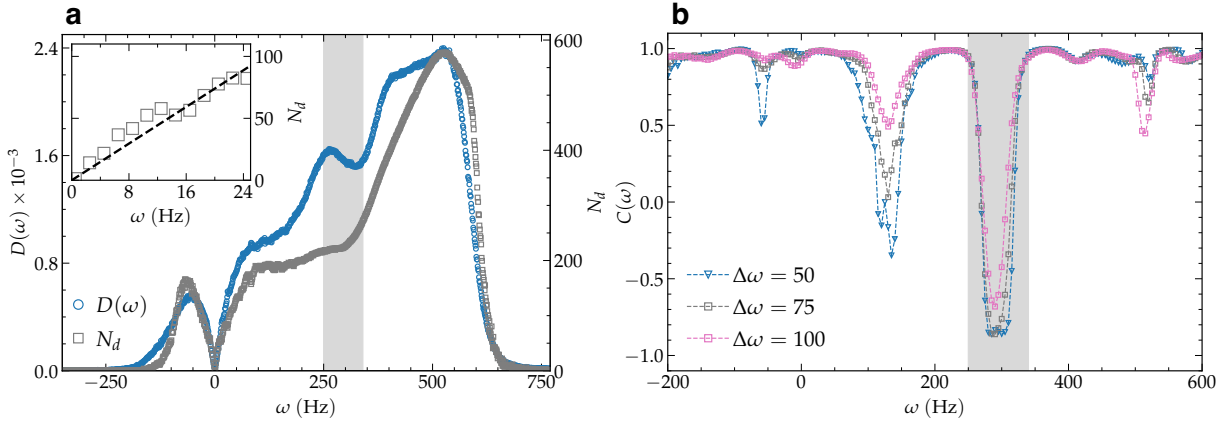 a
2.4
1.6
0.8
0.0
D(ω) × 10⁻³
100
50
0
N_d
0 8 16 24
ω (Hz)
D(ω)
N_d
600
400
200
0
N_d
−250 0 250 500 750
ω (Hz)
b
1.0
0.5
0.0
−0.5
−1.0
C(ω)
Δω = 50
Δω = 75
Δω = 100
−200 0 200 400 600
ω (Hz)